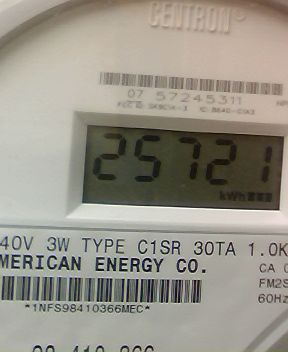 CENTRON®
07 57245311
25721
kWh
40V 3W TYPE C1SR 30TA 1.0K
MERICAN ENERGY CO.
CA 0
FM2S
60Hz
*1NFS98410366MEC*